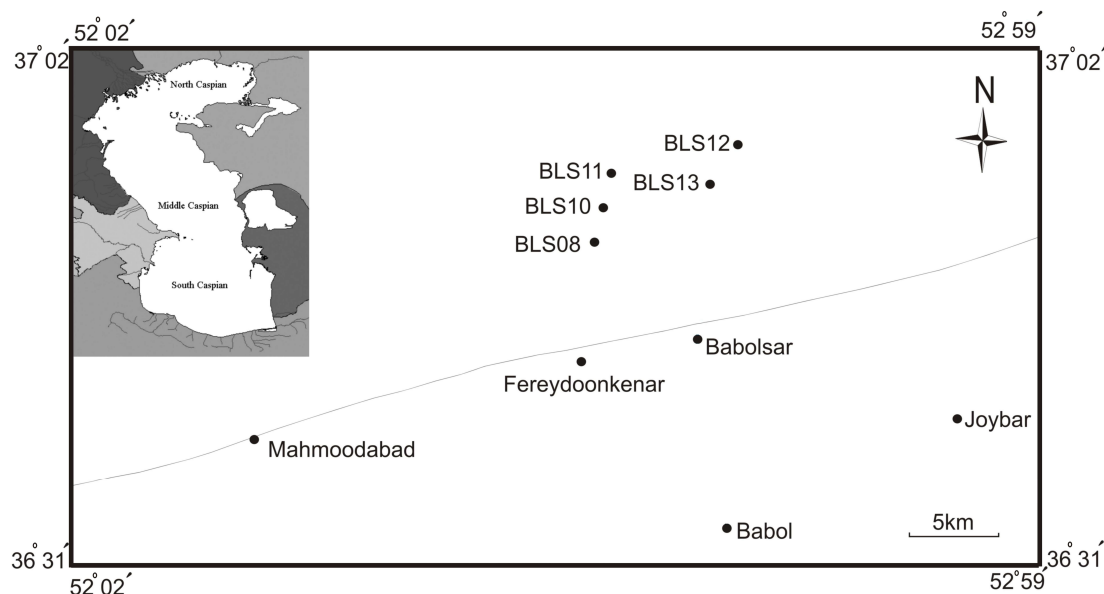 52° 02´
52° 59´
37° 02´
37° 02´
North Caspian
N
BLS12
BLS11
BLS13
Middle Caspian
BLS10
BLS08
South Caspian
Babolsar
Fereydoonkenar
Joybar
Mahmoodabad
5km
Babol
36° 31´
36° 31´
52° 02´
52° 59´